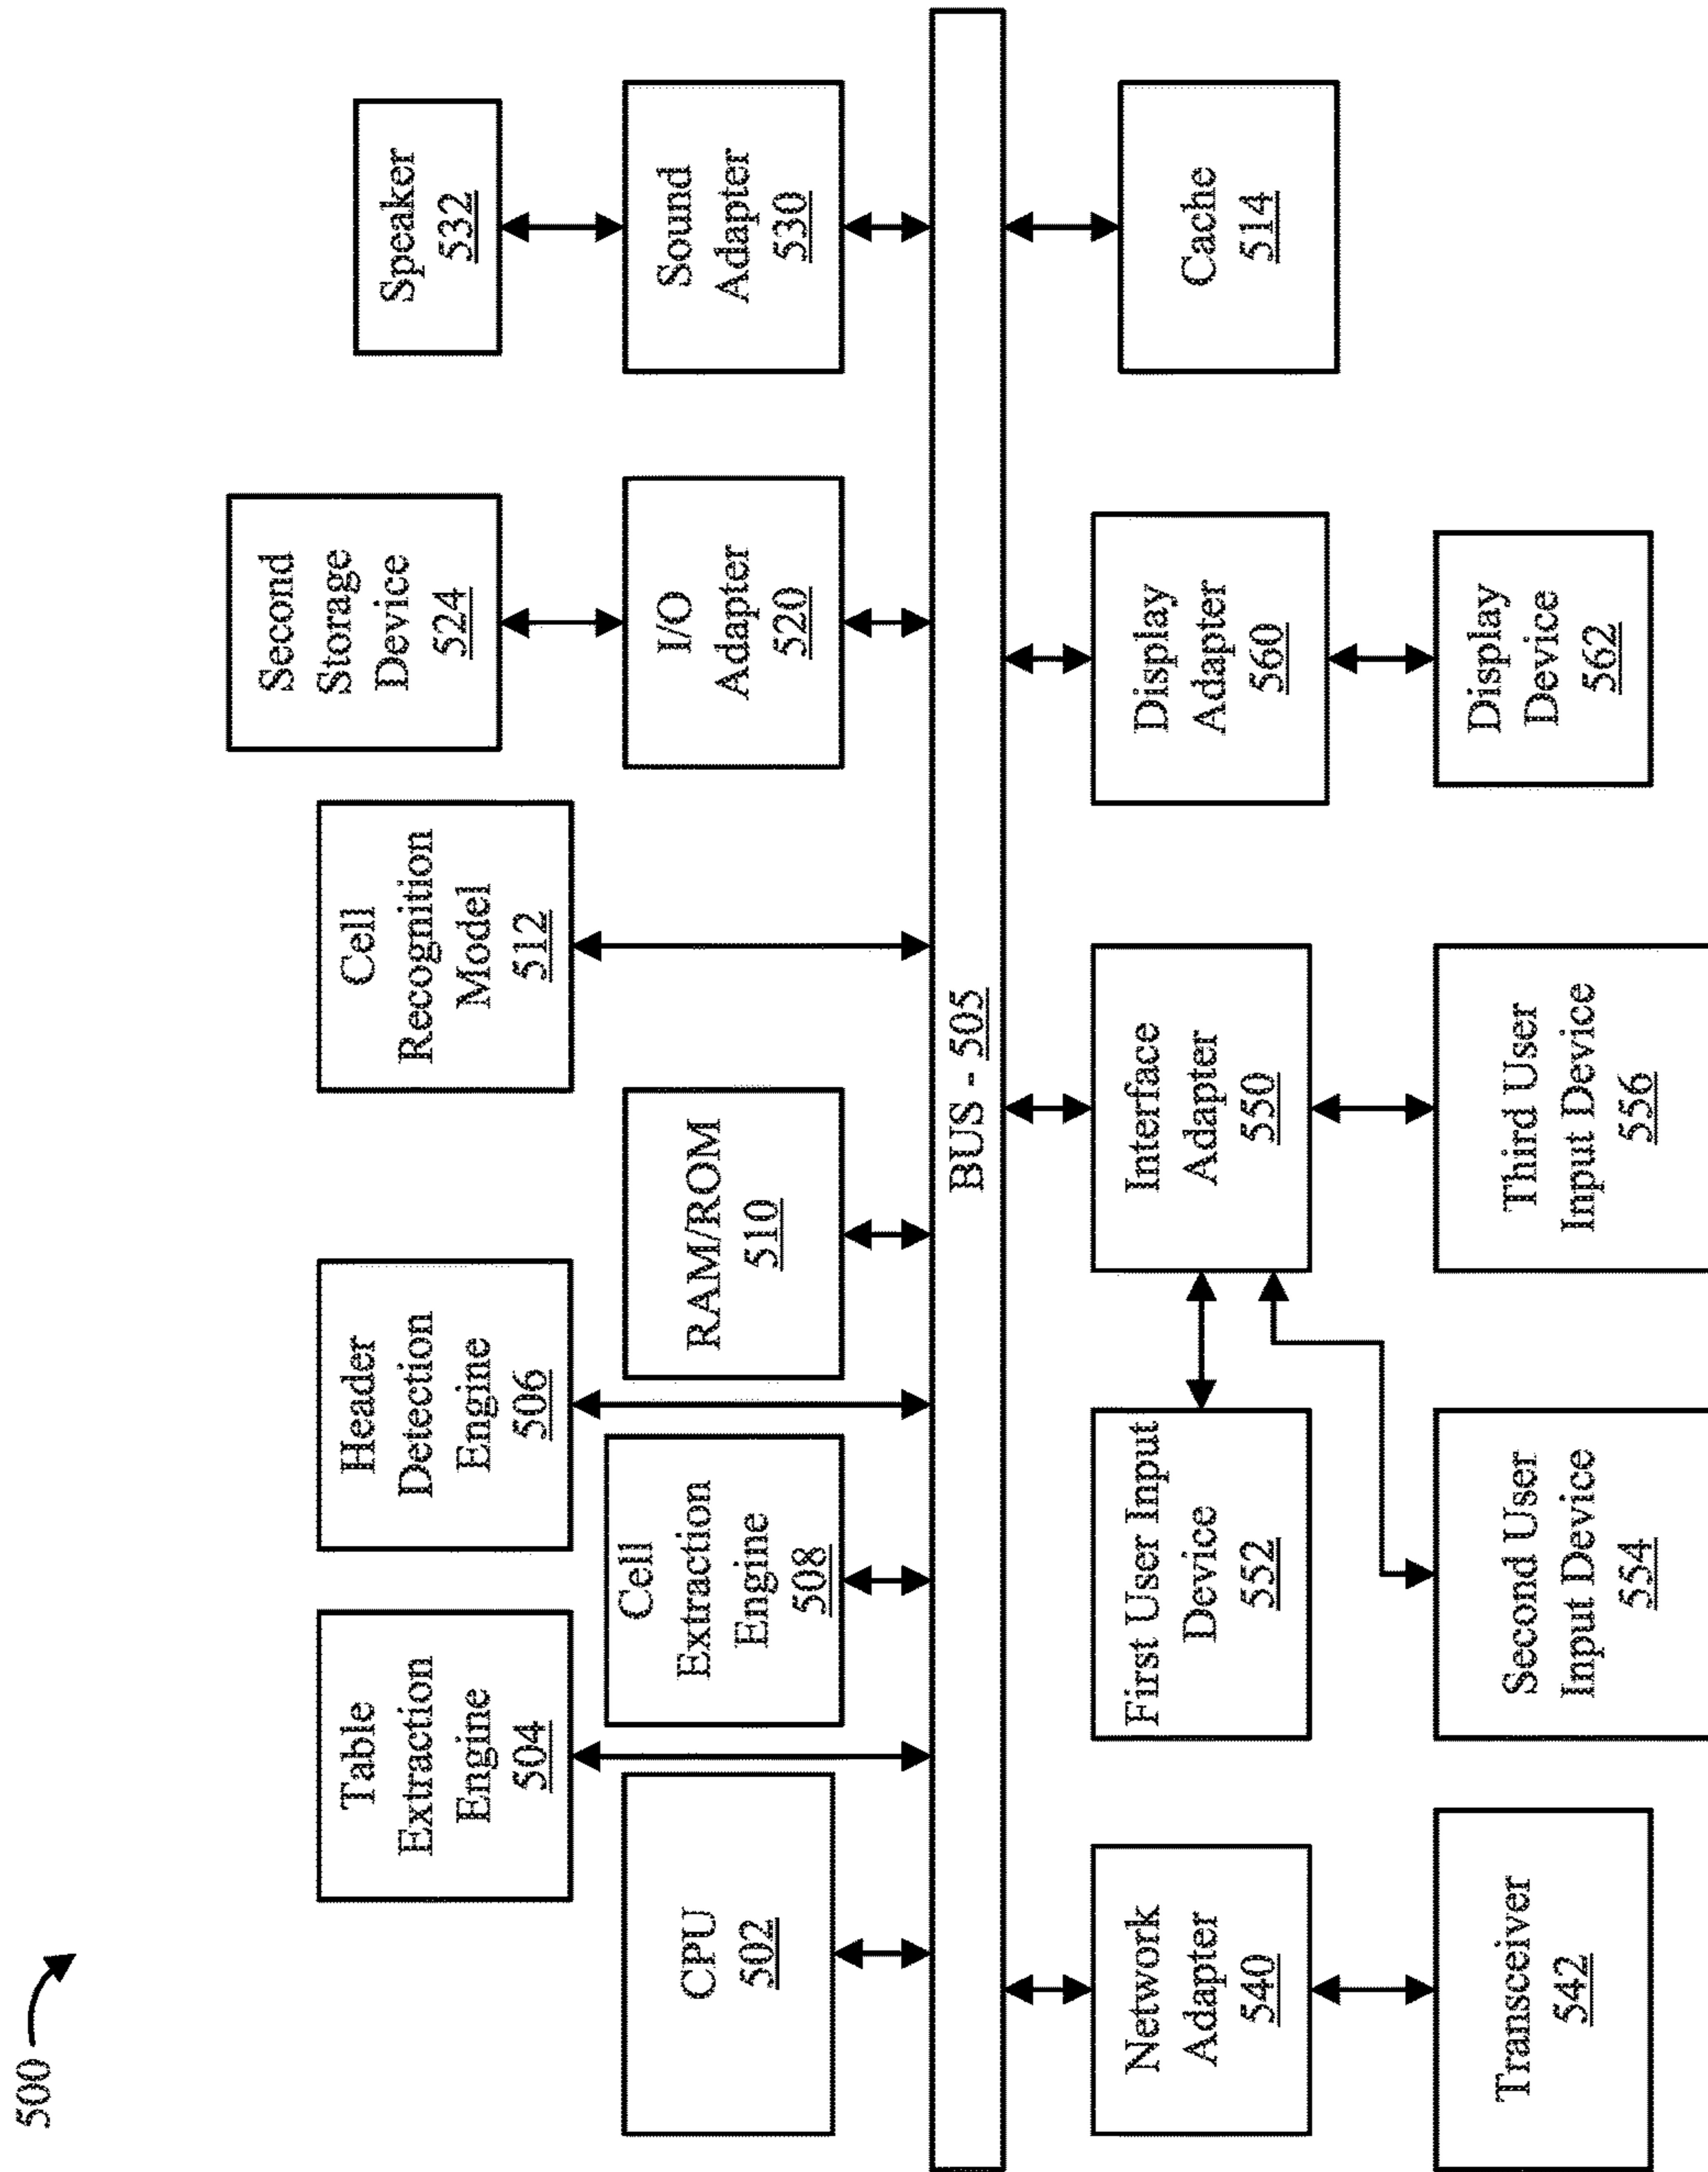 500
Table
Extraction
Engine
504
Header
Detection
Engine
506
Cell
Recognition
Model
512
Second
Storage
Device
524
Speaker
532
CPU
502
Cell
Extraction
Engine
508
RAM/ROM
510
I/O
Adapter
520
Sound
Adapter
530
BUS - 505
Network
Adapter
540
First User Input
Device
552
Interface
Adapter
550
Display
Adapter
560
Cache
514
Transceiver
542
Second User
Input Device
554
Third User
Input Device
556
Display
Device
562